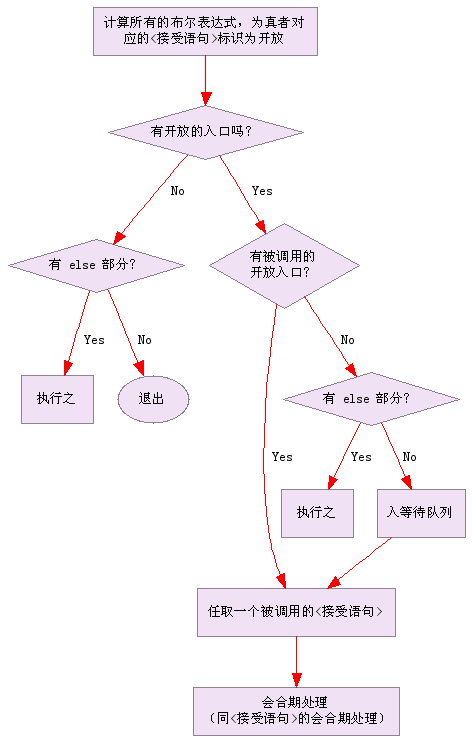 计算所有的布尔表达式，为真者对
应的<接受语句>标识为开放
有开放的入口吗？
No
Yes
有 else 部分？
有被调用的
开放入口？
Yes
No
No
执行之
退出
有 else 部分？
Yes
Yes
No
执行之
入等待队列
任取一个被调用的<接受语句>
会合期处理
（同<接受语句>的会合期处理）